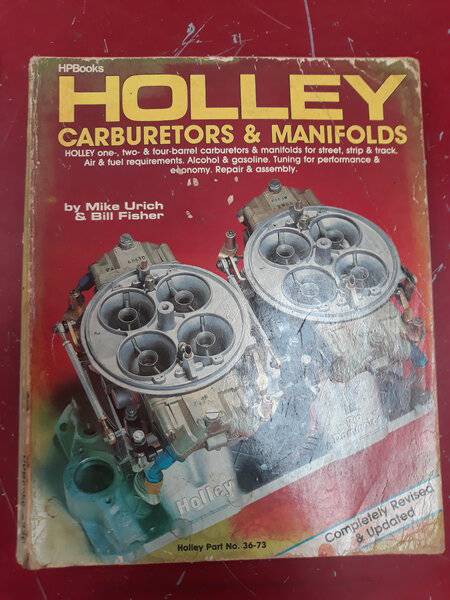 HPBooks
HOLLEY
CARBURETORS & MANIFOLDS
HOLLEY one-, two- & four-barrel carburetors & manifolds for street, strip & track.
Air & fuel requirements. Alcohol & gasoline. Tuning for performance &
economy. Repair & assembly.
by Mike Urich
& Bill Fisher
Holley
Completely Revised
& Updated
Holley Part No. 36-73